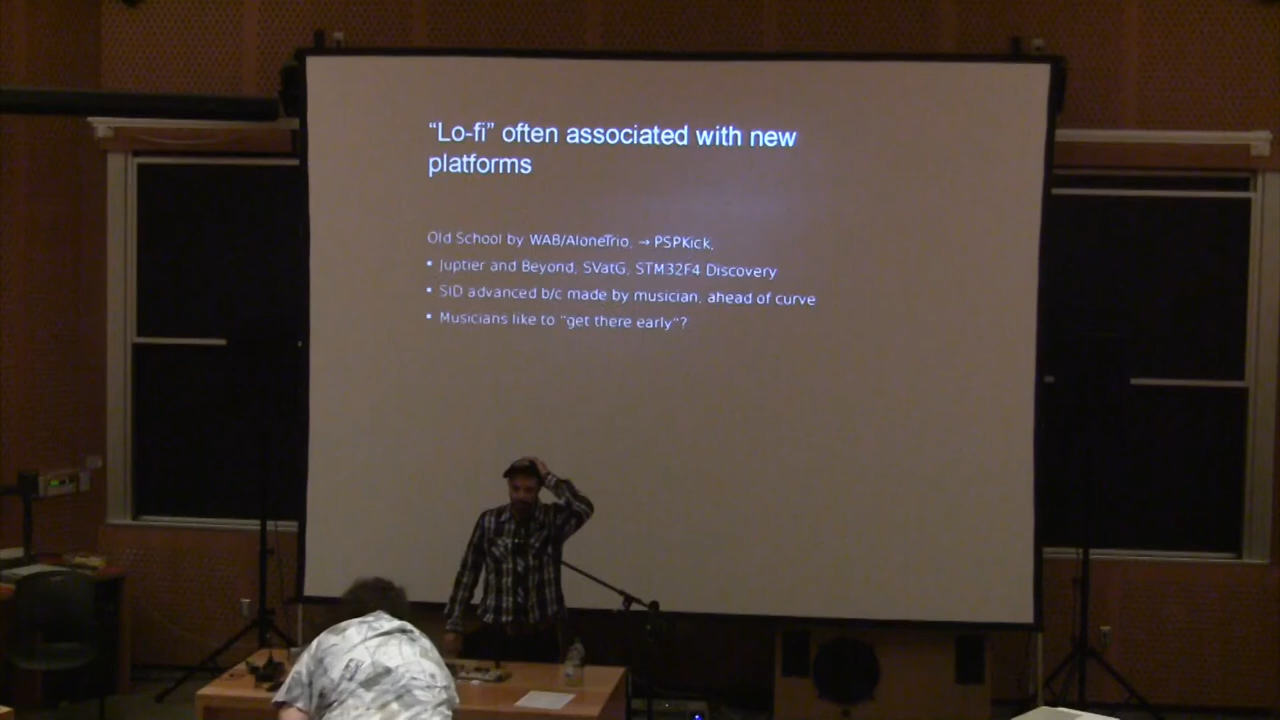 “Lo-fi” often associated with new
platforms
Old School by WAB/AloneTrio, → PSPKick,
• Juptier and Beyond, SVatG, STM32F4 Discovery
• SID advanced b/c made by musician, ahead of curve
• Musicians like to “get there early”?